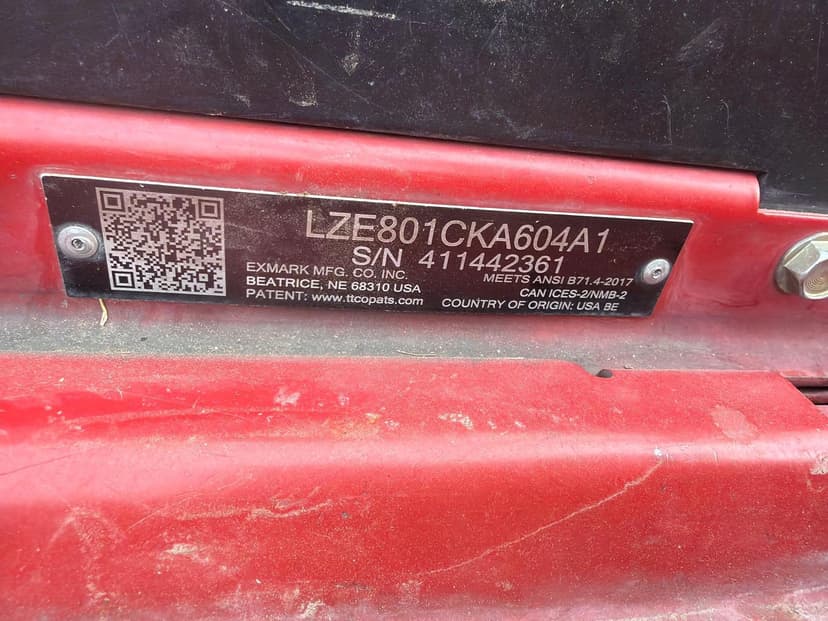 LZE801CKA604A1
S/N 411442361
EXMARK MFG. CO. INC.
MEETS ANSI B71.4-2017
BEATRICE, NE 68310 USA
CAN ICES-2/NMB-2
PATENT: www.ttcopats.com
COUNTRY OF ORIGIN: USA BE